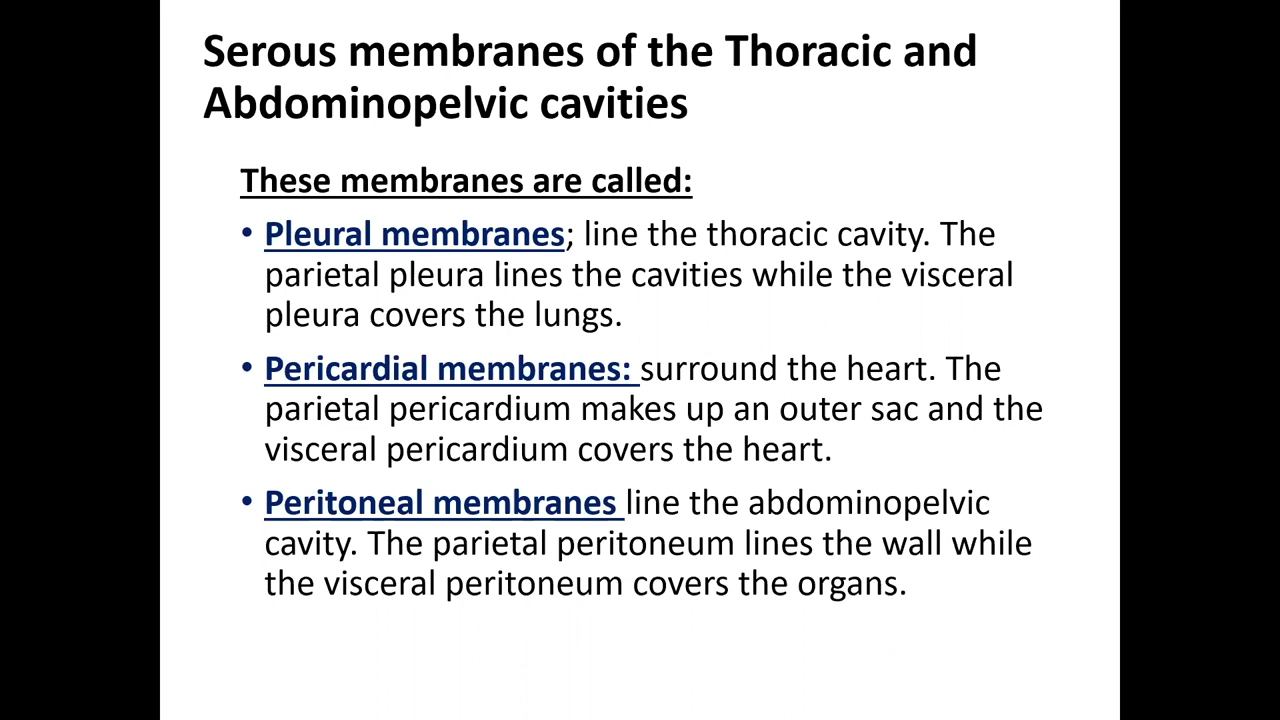 Serous membranes of the Thoracic and
Abdominopelvic cavities
These membranes are called:
• Pleural membranes; line the thoracic cavity. The
parietal pleura lines the cavities while the visceral
pleura covers the lungs.
• Pericardial membranes: surround the heart. The
parietal pericardium makes up an outer sac and the
visceral pericardium covers the heart.
• Peritoneal membranes line the abdominopelvic
cavity. The parietal peritoneum lines the wall while
the visceral peritoneum covers the organs.